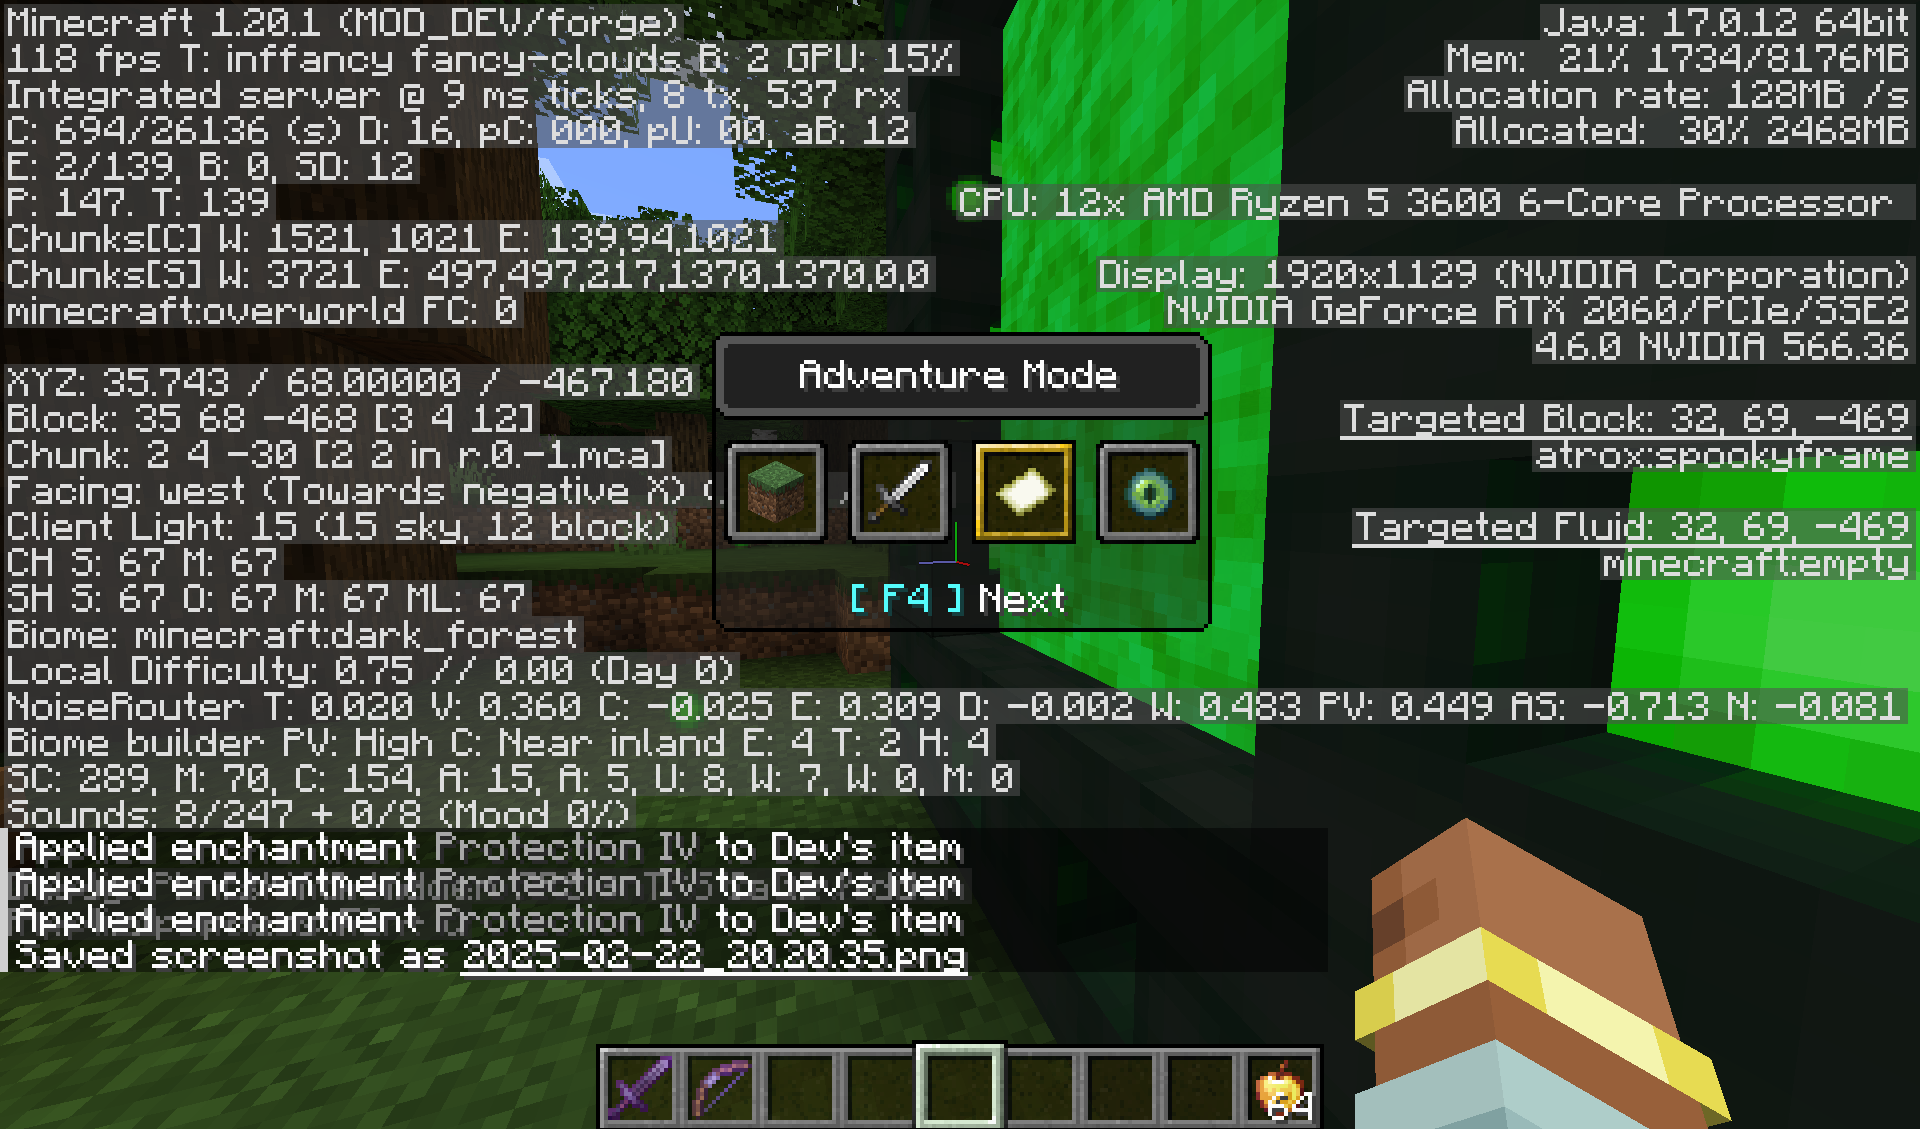 Minecraft 1.20.1 (MOD_DEV/forge)
118 fps T: inffancy fancy-clouds B: 2 GPU: 15%
Integrated server @ 9 ms ticks, 8 tx, 537 rx
C: 694/26136 (s) D: 16, pC: 000, pU: 00, aB: 12
E: 2/139, B: 0, SD: 12
P: 147. T: 139
Chunks[C] W: 1521, 1021 E: 139,94,1021
Chunks[S] W: 3721 E: 497,497,217,1370,1370,0,0
minecraft:overworld FC: 0
XYZ: 35.743 / 68.00000 / -467.180
Block: 35 68 -468 [3 4 12]
Chunk: 2 4 -30 [2 2 in r.0.-1.mca]
Facing: west (Towards negative X) (
Client Light: 15 (15 sky, 12 block)
CH S: 67 M: 67
SH S: 67 O: 67 M: 67 ML: 67
Biome: minecraft:dark_forest
Local Difficulty: 0.75 // 0.00 (Day 0)
NoiseRouter T: 0.020 V: 0.360 C: -0.025 E: 0.309 D: -0.002 W: 0.483 PV: 0.449 AS: -0.713 N: -0.081
Biome builder PV: High C: Near inland E: 4 T: 2 H: 4
SC: 289, M: 70, C: 154, A: 15, A: 5, U: 8, W: 7, W: 0, M: 0
Sounds: 8/247 + 0/8 (Mood 0%)
Java: 17.0.12 64bit
Mem: 21% 1734/8176MB
Allocation rate: 128MB /s
Allocated: 30% 2468MB
CPU: 12x AMD Ryzen 5 3600 6-Core Processor
Display: 1920x1129 (NVIDIA Corporation)
NVIDIA GeForce RTX 2060/PCIe/SSE2
4.6.0 NVIDIA 566.36
Targeted Block: 32, 69, -469
atrox:spookyframe
Targeted Fluid: 32, 69, -469
minecraft:empty
Adventure Mode
[ F4 ] Next
Applied enchantment Protection IV to Dev's item
Applied enchantment Protection IV to Dev's item
Applied enchantment Protection IV to Dev's item
Saved screenshot as 2025-02-22_20.20.35.png
64